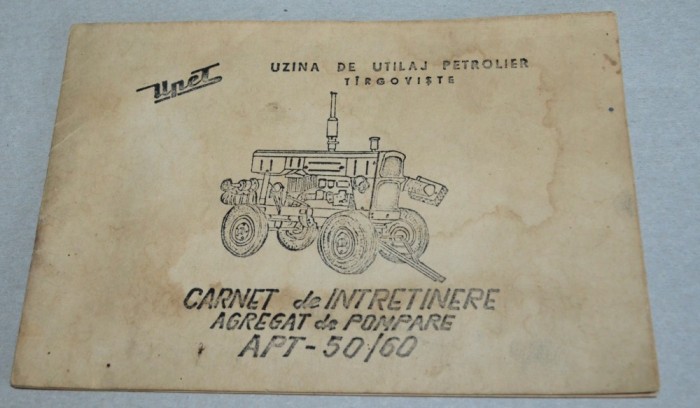 Upet
UZINA DE UTILAJ PETROLIER
TÎRGOVIŞTE
CARNET de INTRETINERE
AGREGAT de POMPARE
APT-50/60